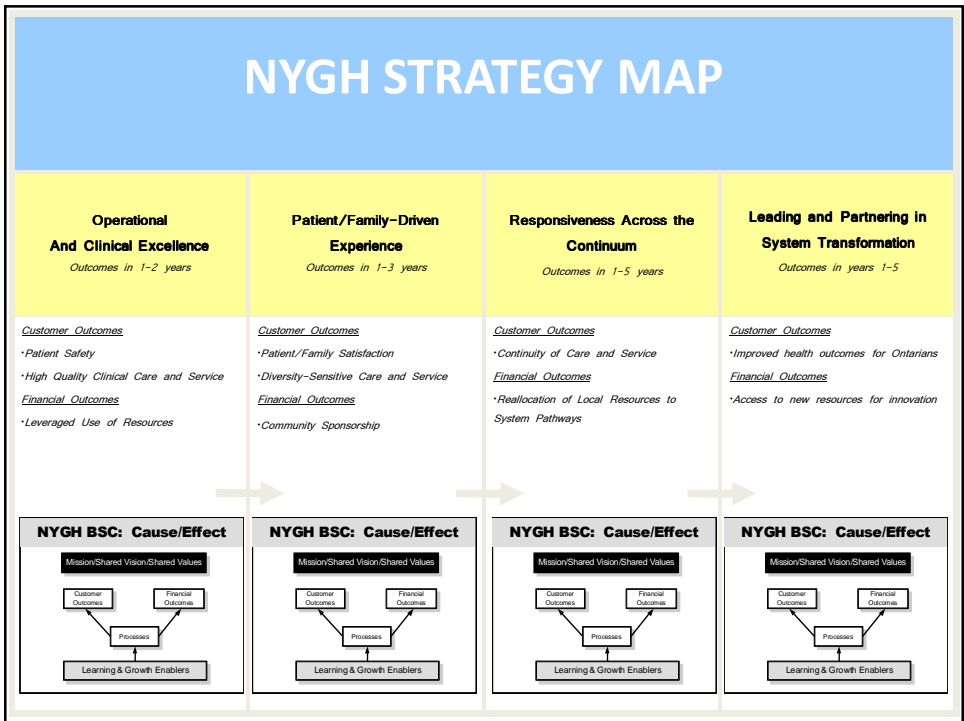 NYGH STRATEGY MAP
Operational
And Clinical Excellence
Outcomes in 1-2 years
Patient/Family-Driven
Experience
Outcomes in 1-3 years
Responsiveness Across the
Continuum
Outcomes in 1-5 years
Leading and Partnering in
System Transformation
Outcomes in years 1-5
Customer Outcomes
·Patient Safety
·High Quality Clinical Care and Service
Financial Outcomes
·Leveraged Use of Resources
Customer Outcomes
·Patient/Family Satisfaction
·Diversity-Sensitive Care and Service
Financial Outcomes
·Community Sponsorship
Customer Outcomes
·Continuity of Care and Service
Financial Outcomes
·Reallocation of Local Resources to
System Pathways
Customer Outcomes
·Improved health outcomes for Ontarians
Financial Outcomes
·Access to new resources for innovation
NYGH BSC: Cause/Effect
Mission/Shared Vision/Shared Values
Customer
Outcomes
Financial
Outcomes
Processes
Learning & Growth Enablers
NYGH BSC: Cause/Effect
Mission/Shared Vision/Shared Values
Customer
Outcomes
Financial
Outcomes
Processes
Learning & Growth Enablers
NYGH BSC: Cause/Effect
Mission/Shared Vision/Shared Values
Customer
Outcomes
Financial
Outcomes
Processes
Learning & Growth Enablers
NYGH BSC: Cause/Effect
Mission/Shared Vision/Shared Values
Customer
Outcomes
Financial
Outcomes
Processes
Learning & Growth Enablers